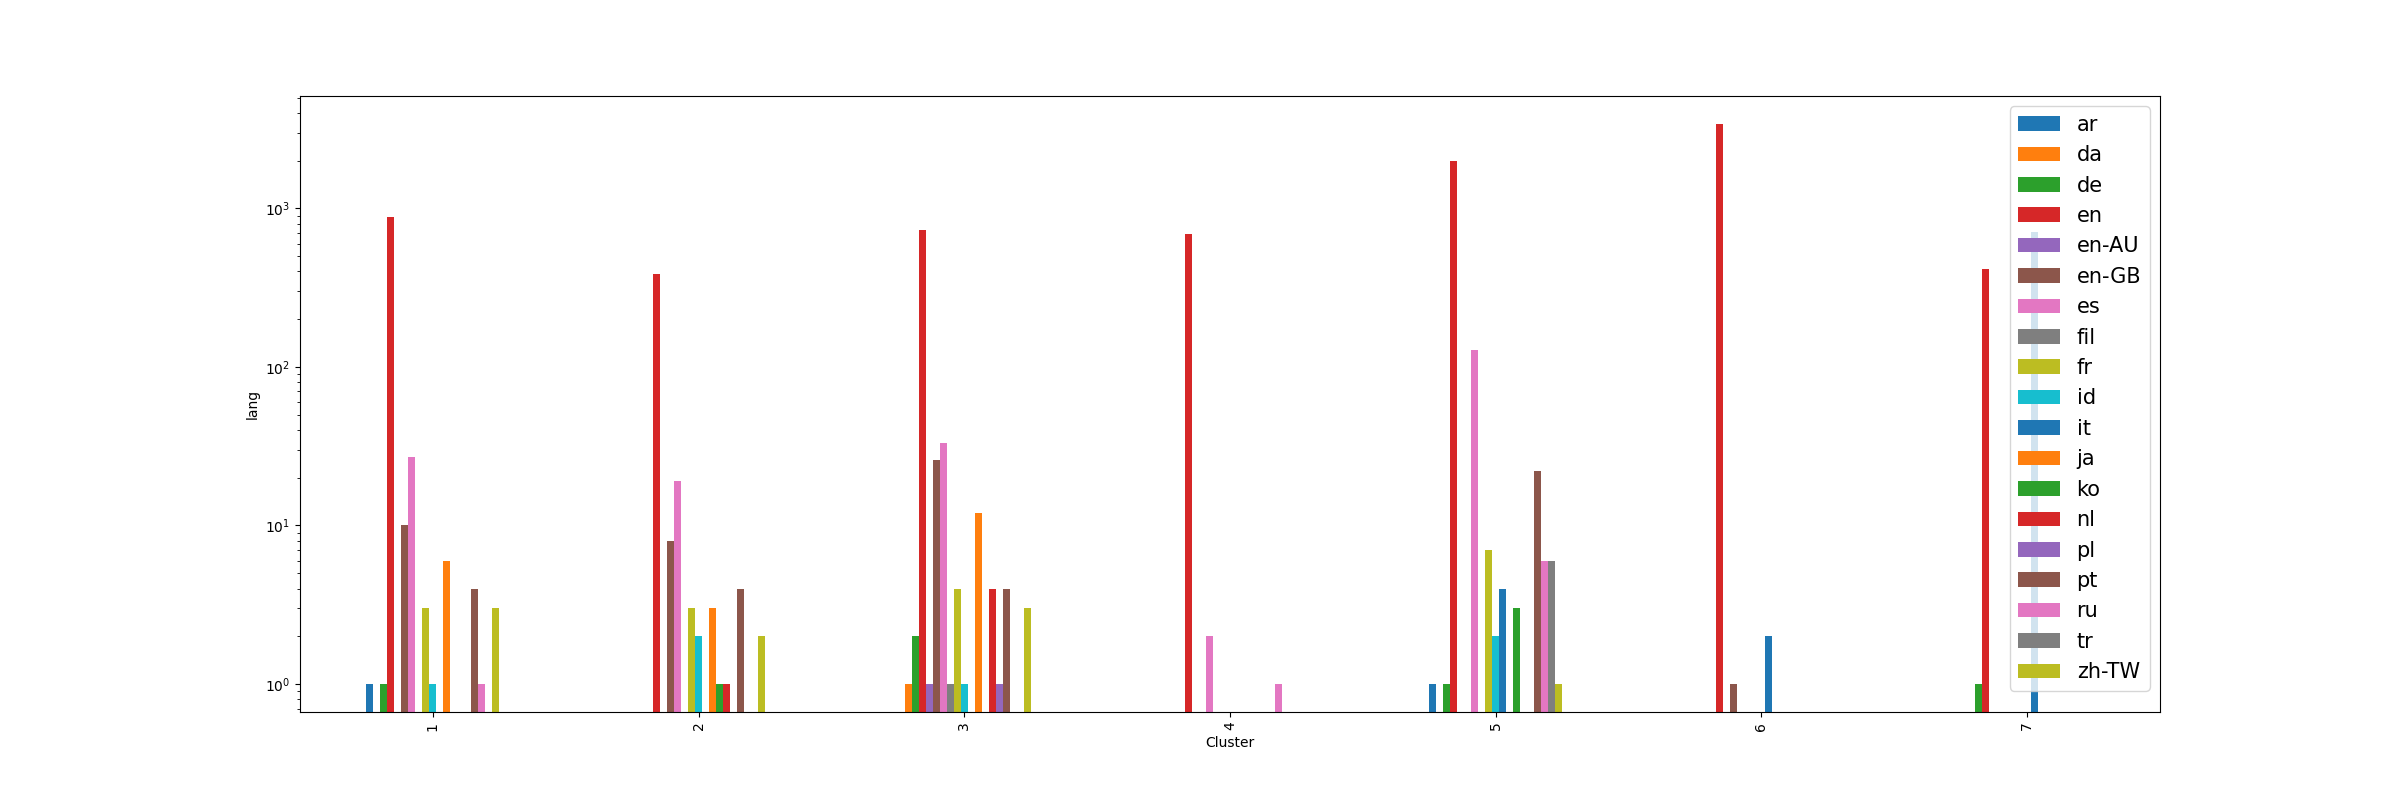 10³
10²
10¹
10⁰
lang
1
2
3
4
5
6
7
Cluster
ar
da
de
en
en-AU
en-GB
es
fil
fr
id
it
ja
ko
nl
pl
pt
ru
tr
zh-TW